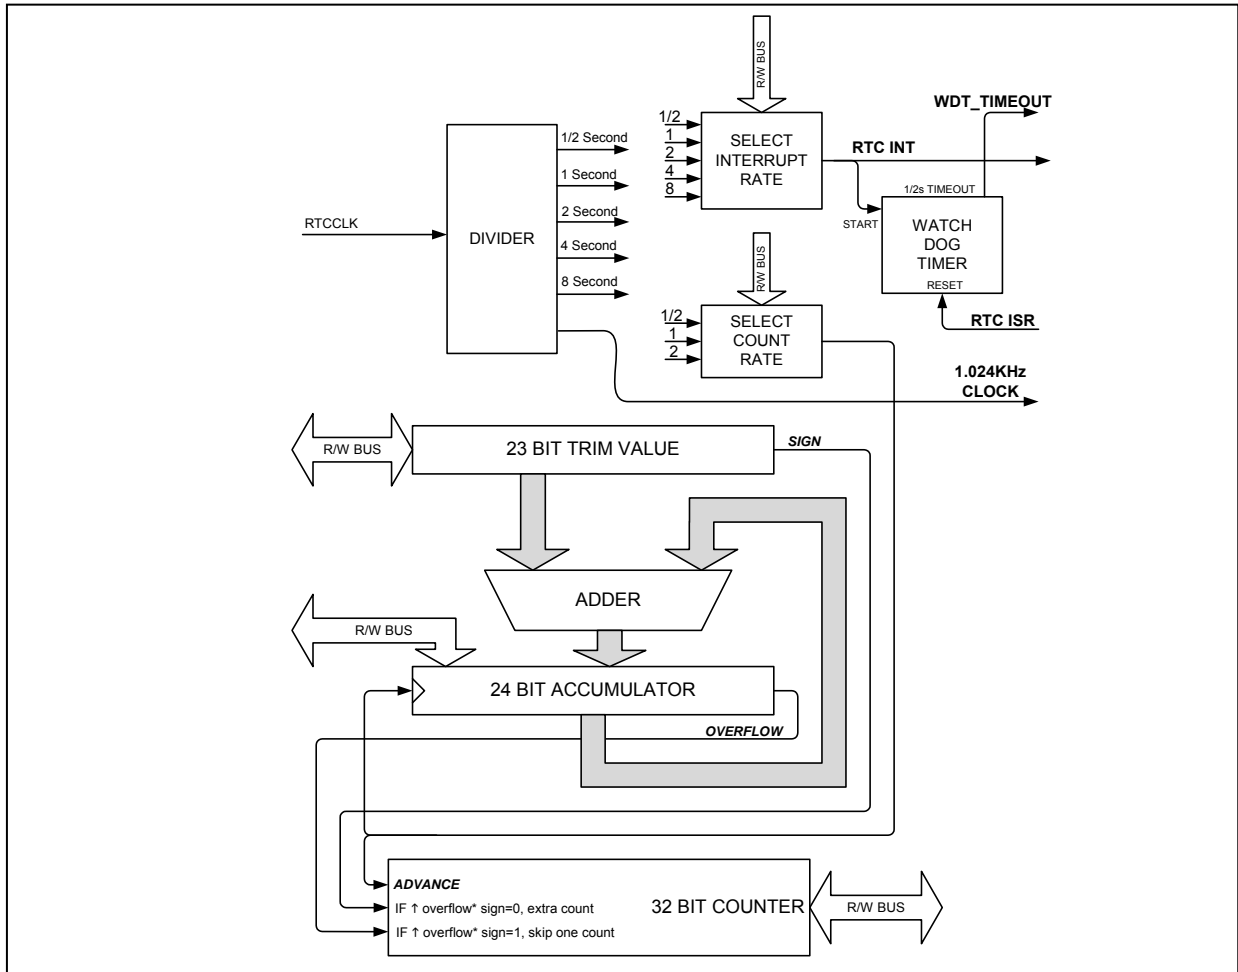 R/W BUS
WDT_TIMEOUT
1/2
1
2
4
8
SELECT
INTERRUPT
RATE
RTC INT
1/2 Second
1 Second
2 Second
4 Second
8 Second
RTCCLK
DIVIDER
1/2s TIMEOUT
START
WATCH
DOG
TIMER
RESET
RTC ISR
R/W BUS
1/2
1
2
SELECT
COUNT
RATE
1.024KHz
CLOCK
R/W BUS
23 BIT TRIM VALUE
SIGN
ADDER
R/W BUS
24 BIT ACCUMULATOR
OVERFLOW
ADVANCE
IF ↑ overflow* sign=0, extra count
IF ↑ overflow* sign=1, skip one count
32 BIT COUNTER
R/W BUS